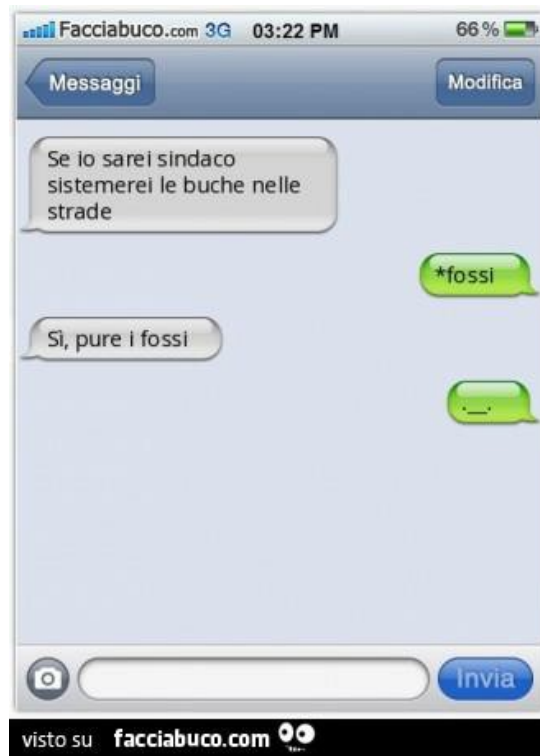 Facciabuco.com 3G 03:22 PM 66%
Messaggi Modifica
Se io sarei sindaco
sistemerei le buche nelle
strade
*fossi
Sì, pure i fossi
.__.
Invia
visto su facciabuco.com